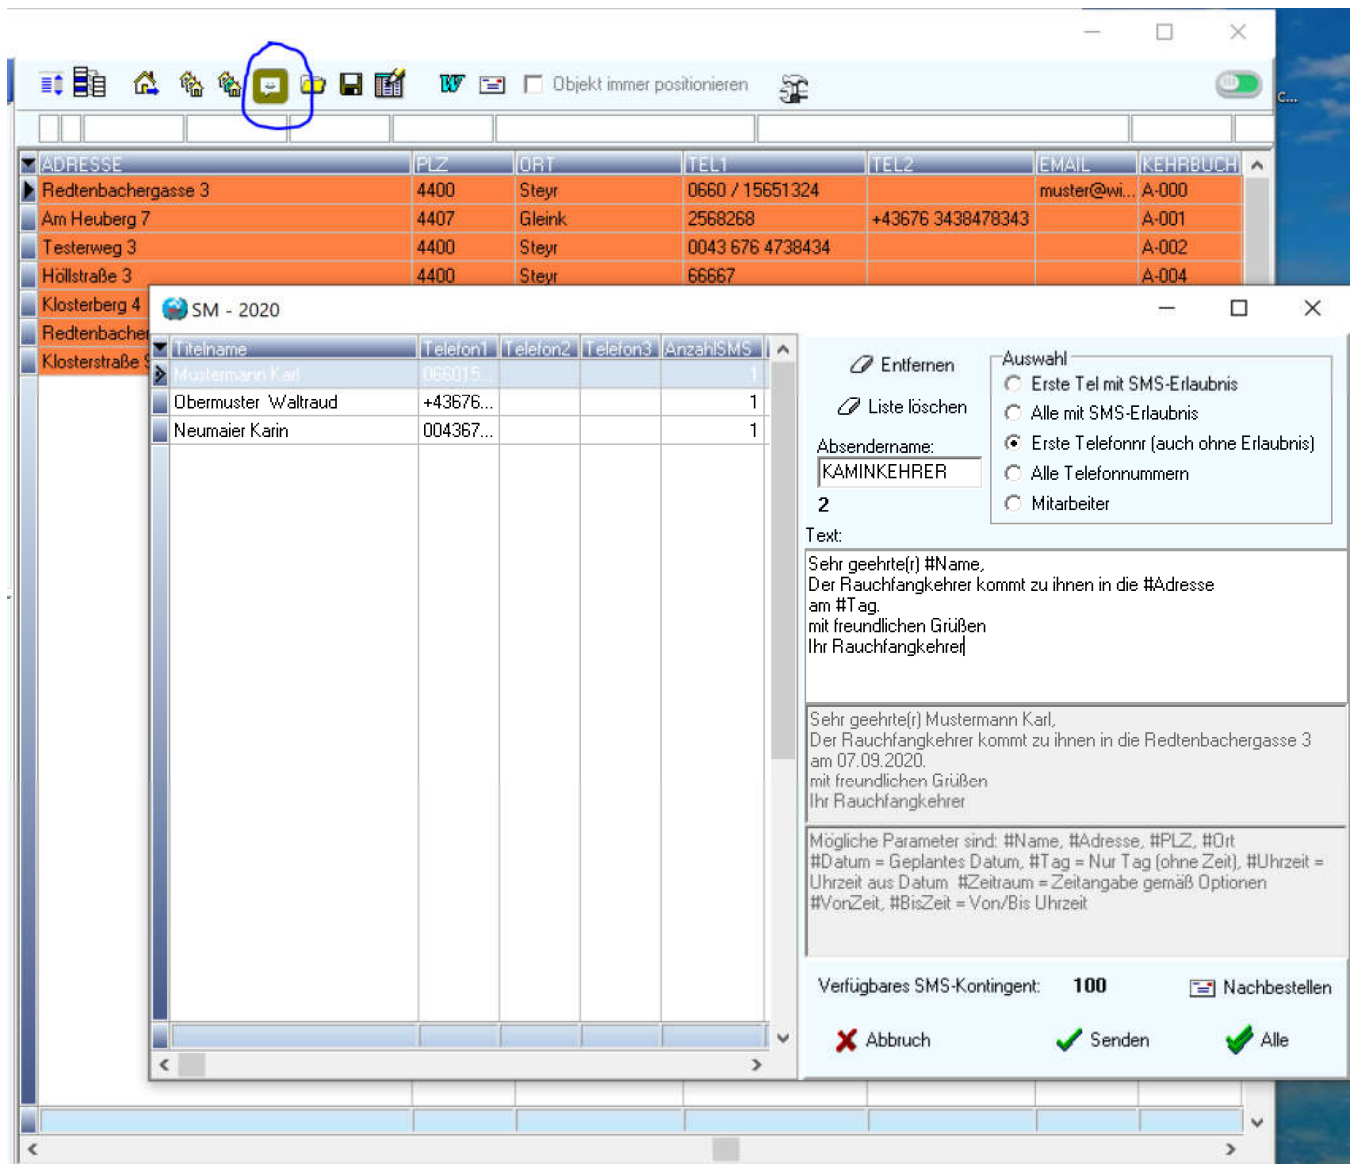 Objekt immer positionieren
c...
ADRESSE PLZ ORT TEL1 TEL2 EMAIL KEHRBUCH
Redtenbachergasse 3 4400 Steyr 0660 / 15651324 muster@wi... A-000
Am Heuberg 7 4407 Gleink 2568268 +43676 3438478343 A-001
Testerweg 3 4400 Steyr 0043 676 4738434 A-002
Höllstraße 3 4400 Steyr 66667 A-004
Klosterberg 4
Redtenbacher
Klosterstraße
SM - 2020
Titelname Telefon1 Telefon2 Telefon3 AnzahlSMS
Mustermann Karl 066015... 1
Obermuster Waltraud +43676... 1
Neumaier Karin 004367... 1
Entfernen
Liste löschen
Absendername:
KAMINKEHRER
2
Auswahl
Erste Tel mit SMS-Erlaubnis
Alle mit SMS-Erlaubnis
Erste Telefonnr (auch ohne Erlaubnis)
Alle Telefonnummern
Mitarbeiter
Text:
Sehr geehrte(r) #Name,
Der Rauchfangkehrer kommt zu ihnen in die #Adresse
am #Tag.
mit freundlichen Grüßen
Ihr Rauchfangkehrer
Sehr geehrte(r) Mustermann Karl,
Der Rauchfangkehrer kommt zu ihnen in die Redtenbachergasse 3
am 07.09.2020.
mit freundlichen Grüßen
Ihr Rauchfangkehrer
Mögliche Parameter sind: #Name, #Adresse, #PLZ, #Ort
#Datum = Geplantes Datum, #Tag = Nur Tag (ohne Zeit), #Uhrzeit =
Uhrzeit aus Datum #Zeitraum = Zeitangabe gemäß Optionen
#VonZeit, #BisZeit = Von/Bis Uhrzeit
Verfügbares SMS-Kontingent: 100 Nachbestellen
Abbruch Senden Alle